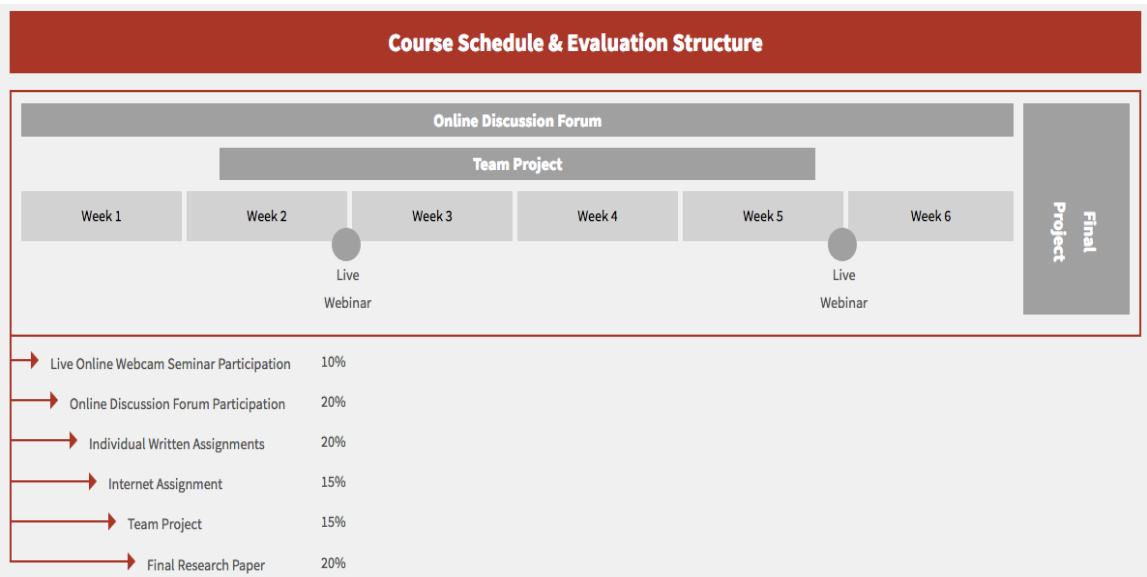 Course Schedule & Evaluation Structure
Online Discussion Forum
Team Project
Week 1
Week 2
Week 3
Week 4
Week 5
Week 6
Final
Project
Live
Webinar
Live
Webinar
Live Online Webcam Seminar Participation 10%
Online Discussion Forum Participation 20%
Individual Written Assignments 20%
Internet Assignment 15%
Team Project 15%
Final Research Paper 20%